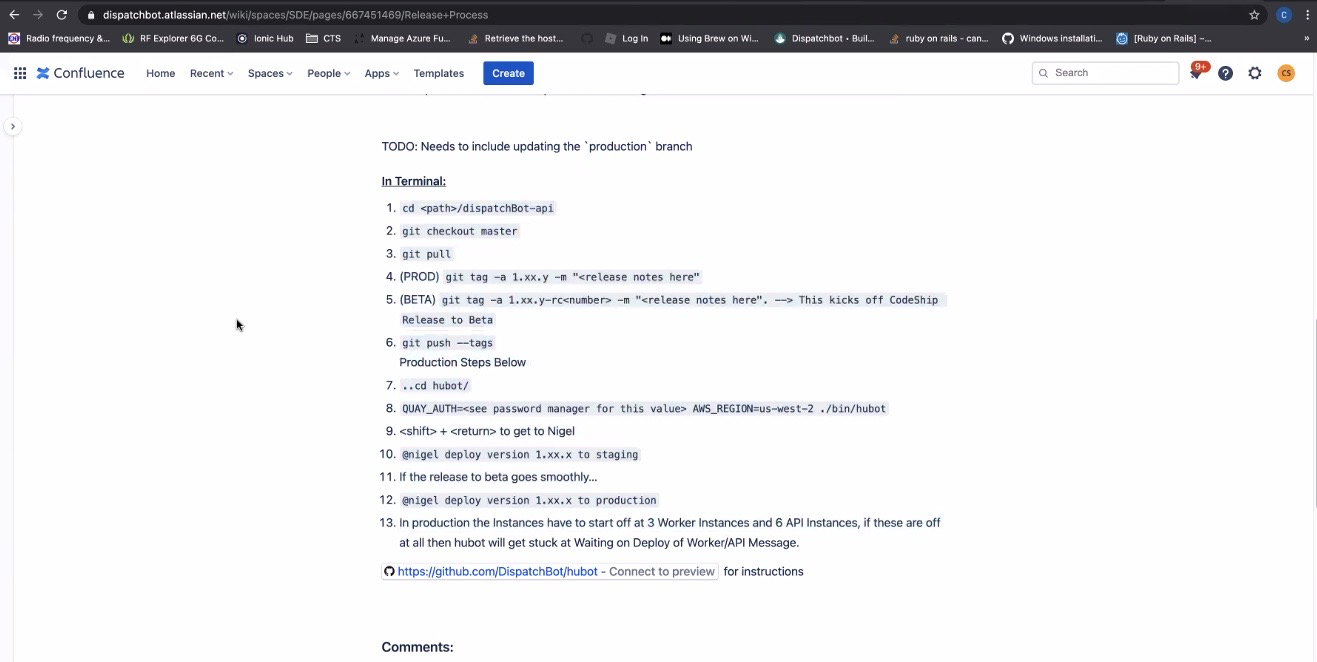 dispatchbot.atlassian.net/wiki/spaces/SDE/pages/667451469/Release+Process
C
Radio frequency &... RF Explorer 6G Co... Ionic Hub CTS Manage Azure Fu... Retrieve the host... Log In Using Brew on Wi... Dispatchbot • Buil... ruby on rails - can... Windows installati... [Ruby on Rails] –... »
Confluence Home Recent Spaces People Apps Templates Create Search 9+ CS
TODO: Needs to include updating the `production` branch
In Terminal:
1. cd <path>/dispatchBot-api
2. git checkout master
3. git pull
4. (PROD) git tag -a 1.xx.y -m "<release notes here"
5. (BETA) git tag -a 1.xx.y-rc<number> -m "<release notes here". --> This kicks off CodeShip
Release to Beta
6. git push --tags
Production Steps Below
7. ..cd hubot/
8. QUAY_AUTH=<see password manager for this value> AWS_REGION=us-west-2 ./bin/hubot
9. <shift> + <return> to get to Nigel
10. @nigel deploy version 1.xx.x to staging
11. If the release to beta goes smoothly...
12. @nigel deploy version 1.xx.x to production
13. In production the Instances have to start off at 3 Worker Instances and 6 API Instances, if these are off
at all then hubot will get stuck at Waiting on Deploy of Worker/API Message.
https://github.com/DispatchBot/hubot - Connect to preview for instructions
Comments: